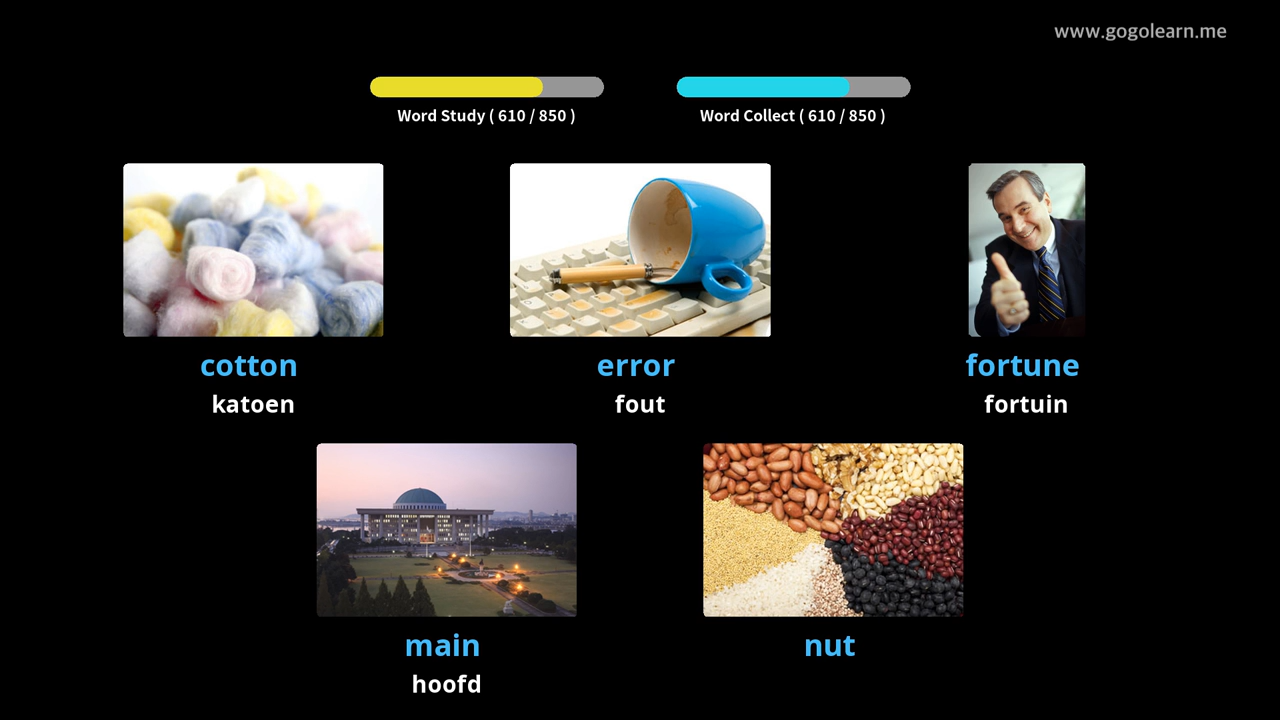 www.gogolearn.me
Word Study ( 610 / 850 )
Word Collect ( 610 / 850 )
cotton
katoen
error
fout
fortune
fortuin
main
hoofd
nut